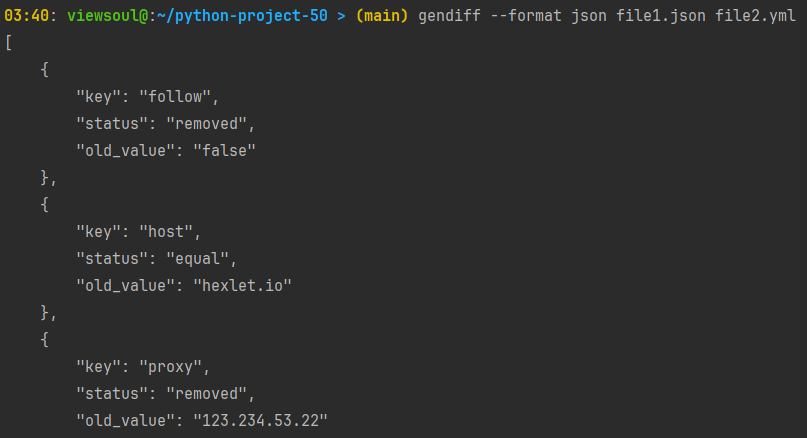 03:40: viewsoul@:~/python-project-50 > (main) gendiff --format json file1.json file2.yml
[
    {
        "key": "follow",
        "status": "removed",
        "old_value": "false"
    },
    {
        "key": "host",
        "status": "equal",
        "old_value": "hexlet.io"
    },
    {
        "key": "proxy",
        "status": "removed",
        "old_value": "123.234.53.22"